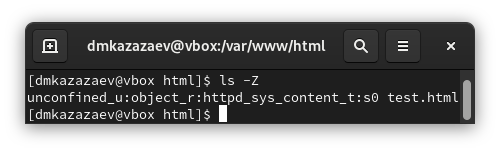 dmkazazaev@vbox:/var/www/html
[dmkazazaev@vbox html]$ ls -Z
unconfined_u:object_r:httpd_sys_content_t:s0 test.html
[dmkazazaev@vbox html]$